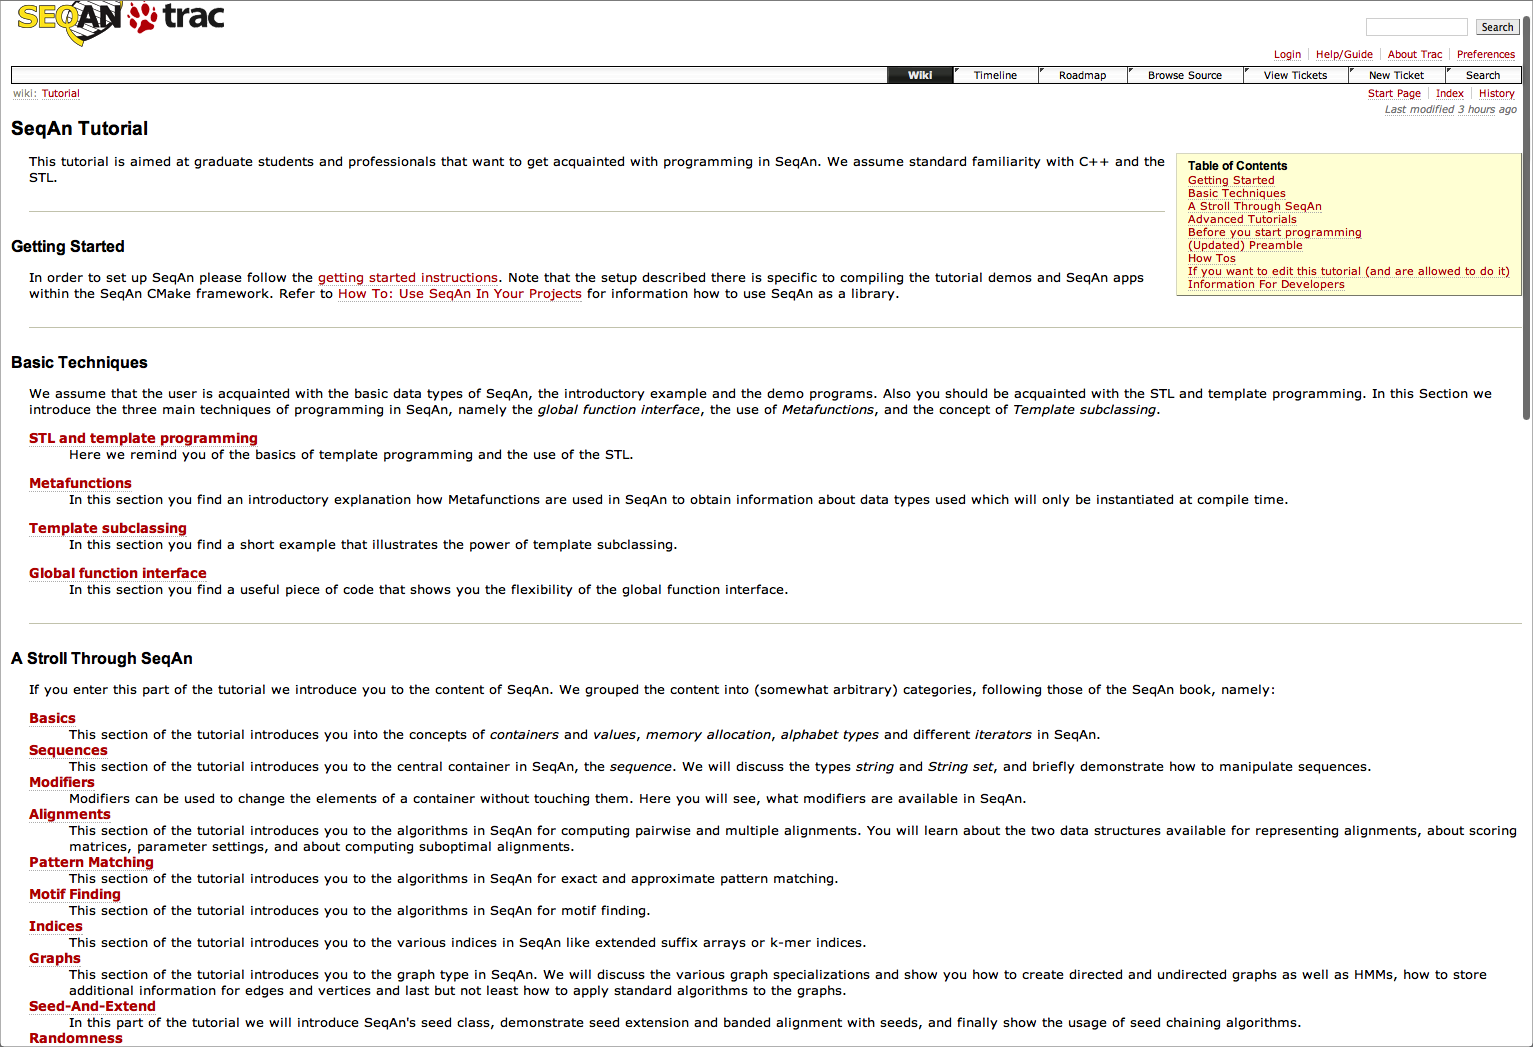 SEQAN trac
Search
Login Help/Guide About Trac Preferences
Wiki Timeline Roadmap Browse Source View Tickets New Ticket Search
wiki: Tutorial
Start Page Index History
Last modified 3 hours ago
SeqAn Tutorial
This tutorial is aimed at graduate students and professionals that want to get acquainted with programming in SeqAn. We assume standard familiarity with C++ and the
STL.
Table of Contents
Getting Started
Basic Techniques
A Stroll Through SeqAn
Advanced Tutorials
Before you start programming
(Updated) Preamble
How Tos
If you want to edit this tutorial (and are allowed to do it)
Information For Developers
Getting Started
In order to set up SeqAn please follow the getting started instructions. Note that the setup described there is specific to compiling the tutorial demos and SeqAn apps
within the SeqAn CMake framework. Refer to How To: Use SeqAn In Your Projects for information how to use SeqAn as a library.
Basic Techniques
We assume that the user is acquainted with the basic data types of SeqAn, the introductory example and the demo programs. Also you should be acquainted with the STL and template programming. In this Section we
introduce the three main techniques of programming in SeqAn, namely the global function interface, the use of Metafunctions, and the concept of Template subclassing.
STL and template programming
Here we remind you of the basics of template programming and the use of the STL.
Metafunctions
In this section you find an introductory explanation how Metafunctions are used in SeqAn to obtain information about data types used which will only be instantiated at compile time.
Template subclassing
In this section you find a short example that illustrates the power of template subclassing.
Global function interface
In this section you find a useful piece of code that shows you the flexibility of the global function interface.
A Stroll Through SeqAn
If you enter this part of the tutorial we introduce you to the content of SeqAn. We grouped the content into (somewhat arbitrary) categories, following those of the SeqAn book, namely:
Basics
This section of the tutorial introduces you into the concepts of containers and values, memory allocation, alphabet types and different iterators in SeqAn.
Sequences
This section of the tutorial introduces you to the central container in SeqAn, the sequence. We will discuss the types string and String set, and briefly demonstrate how to manipulate sequences.
Modifiers
Modifiers can be used to change the elements of a container without touching them. Here you will see, what modifiers are available in SeqAn.
Alignments
This section of the tutorial introduces you to the algorithms in SeqAn for computing pairwise and multiple alignments. You will learn about the two data structures available for representing alignments, about scoring
matrices, parameter settings, and about computing suboptimal alignments.
Pattern Matching
This section of the tutorial introduces you to the algorithms in SeqAn for exact and approximate pattern matching.
Motif Finding
This section of the tutorial introduces you to the algorithms in SeqAn for motif finding.
Indices
This section of the tutorial introduces you to the various indices in SeqAn like extended suffix arrays or k-mer indices.
Graphs
This section of the tutorial introduces you to the graph type in SeqAn. We will discuss the various graph specializations and show you how to create directed and undirected graphs as well as HMMs, how to store
additional information for edges and vertices and last but not least how to apply standard algorithms to the graphs.
Seed-And-Extend
In this part of the tutorial we will introduce SeqAn's seed class, demonstrate seed extension and banded alignment with seeds, and finally show the usage of seed chaining algorithms.
Randomness